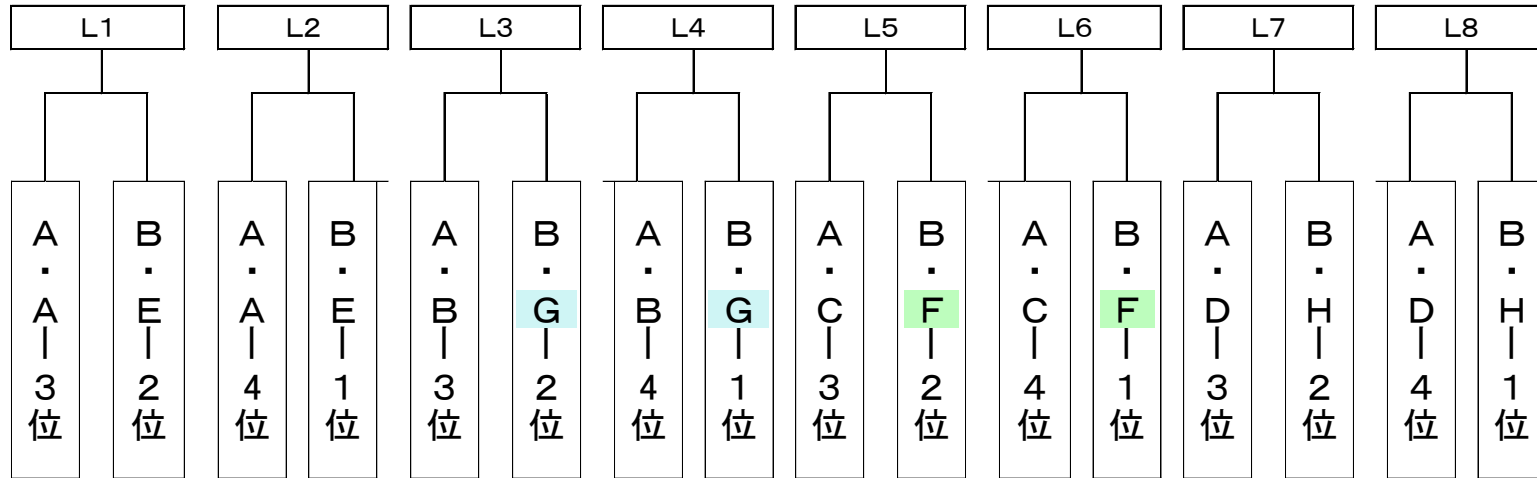 L1
L2
L3
L4
L5
L6
L7
L8
A・A―3位
B・E―2位
A・A―4位
B・E―1位
A・B―3位
B・G―2位
A・B―4位
B・G―1位
A・C―3位
B・F―2位
A・C―4位
B・F―1位
A・D―3位
B・H―2位
A・D―4位
B・H―1位